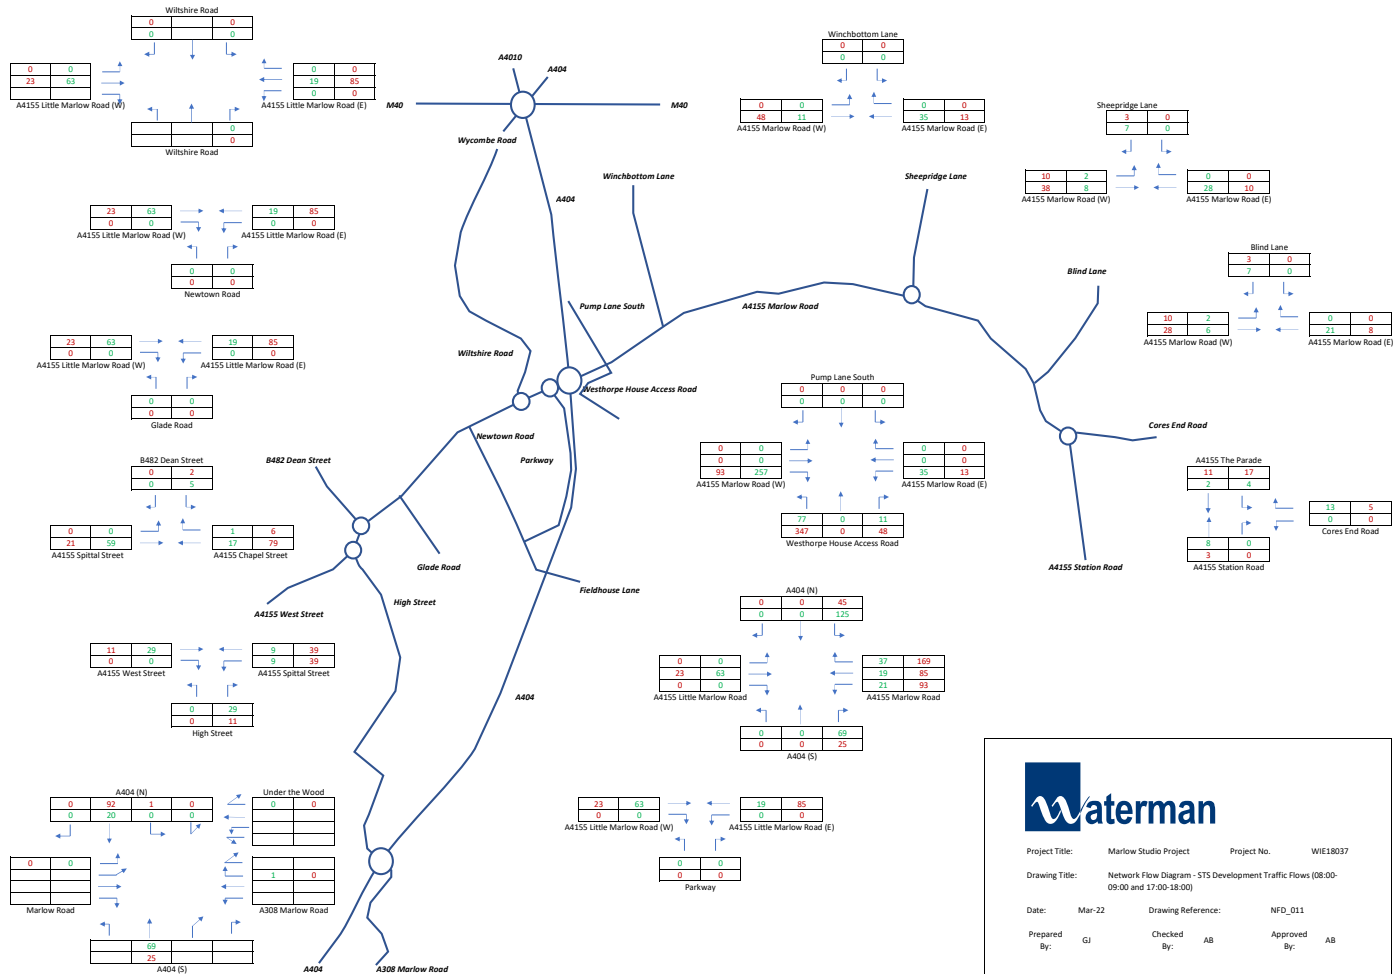 Wiltshire Road
0 0
0 0
0 0
23 63
A4155 Little Marlow Road (W)
0 0
19 85
0 0
A4155 Little Marlow Road (E)
0
0
Wiltshire Road
23 63
0 0
A4155 Little Marlow Road (W)
19 85
0 0
A4155 Little Marlow Road (E)
0 0
0 0
Newtown Road
23 63
0 0
A4155 Little Marlow Road (W)
19 85
0 0
A4155 Little Marlow Road (E)
0 0
0 0
Glade Road
B482 Dean Street
0 2
0 5
0 0
21 59
A4155 Spittal Street
1 6
17 79
A4155 Chapel Street
11 29
0 0
A4155 West Street
9 39
9 39
A4155 Spittal Street
0 29
0 11
High Street
A404 (N)
0 92 1 0
0 20 0 0
Under the Wood
0 0
0 0
Marlow Road
1 0
A308 Marlow Road
69
25
A404 (S)
A4010
A404
M40
M40
Wycombe Road
A404
Winchbottom Lane
Sheepridge Lane
Blind Lane
Pump Lane South
A4155 Marlow Road
Wiltshire Road
Westhorpe House Access Road
Newtown Road
Parkway
B482 Dean Street
Cores End Road
Glade Road
Fieldhouse Lane
A4155 Station Road
A4155 West Street
High Street
A404
A404
A308 Marlow Road
Winchbottom Lane
0 0
0 0
0 0
48 11
A4155 Marlow Road (W)
0 0
35 13
A4155 Marlow Road (E)
Sheepridge Lane
3 0
7 0
10 2
38 8
A4155 Marlow Road (W)
0 0
28 10
A4155 Marlow Road (E)
Blind Lane
3 0
7 0
10 2
28 6
A4155 Marlow Road (W)
0 0
21 8
A4155 Marlow Road (E)
Pump Lane South
0 0 0
0 0 0
0 0
0 0
93 257
A4155 Marlow Road (W)
0 0
0 0
35 13
A4155 Marlow Road (E)
77 0 11
347 0 48
Westhorpe House Access Road
A4155 The Parade
11 17
2 4
13 5
0 0
Cores End Road
8 0
3 0
A4155 Station Road
A404 (N)
0 0 45
0 0 125
0 0
23 63
0 0
A4155 Little Marlow Road
37 169
19 85
21 93
A4155 Marlow Road
0 0 69
0 0 25
A404 (S)
23 63
0 0
A4155 Little Marlow Road (W)
19 85
0 0
A4155 Little Marlow Road (E)
0 0
0 0
Parkway
Waterman
Project Title: Marlow Studio Project Project No. WIE18037
Drawing Title: Network Flow Diagram - STS Development Traffic Flows (08:00-
09:00 and 17:00-18:00)
Date: Mar-22 Drawing Reference: NFD_011
Prepared By: GJ Checked By: AB Approved By: AB